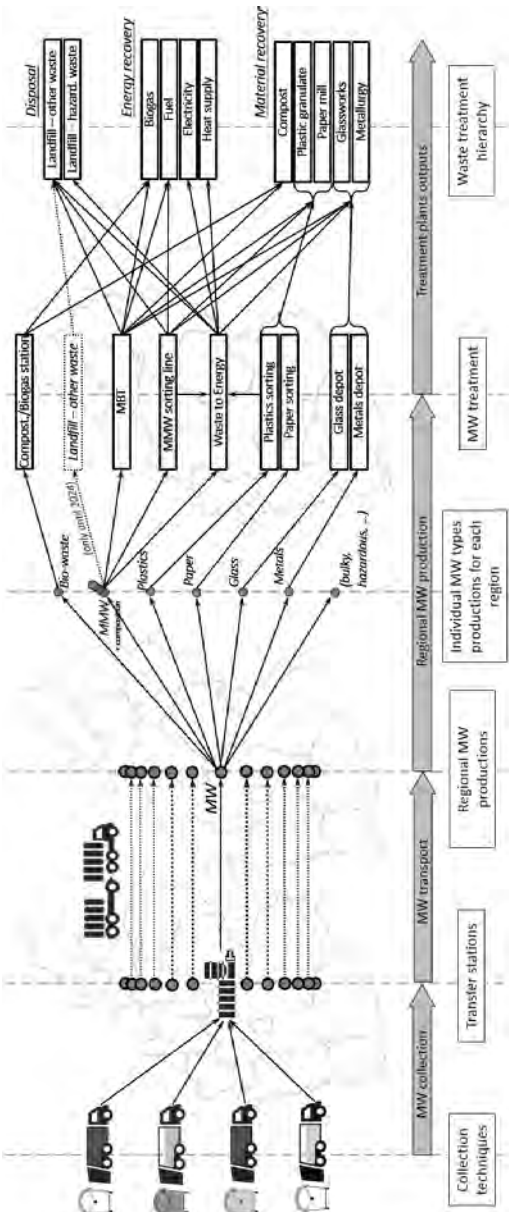 Disposal
Landfill – other waste
Landfill – hazard. waste
Energy recovery
Biogas
Fuel
Electricity
Heat supply
Material recovery
Compost
Plastic granulate
Paper mill
Glassworks
Metallurgy
Compost./Biogas station
Landfill – other waste
MBT
MMW sorting line
Waste to Energy
Plastics sorting
Paper sorting
Glass depot
Metals depot
(only until 2024)
Bio-waste
MMW
+ composition
Plastics
Paper
Glass
Metals
(bulky,
hazardous, ...)
MW
MW collection
MW transport
Regional MW production
Treatment plants outputs
Collection
techniques
Transfer stations
Regional MW
productions
Individual MW types
productions for each
region
MW treatment
Waste treatment
hierarchy